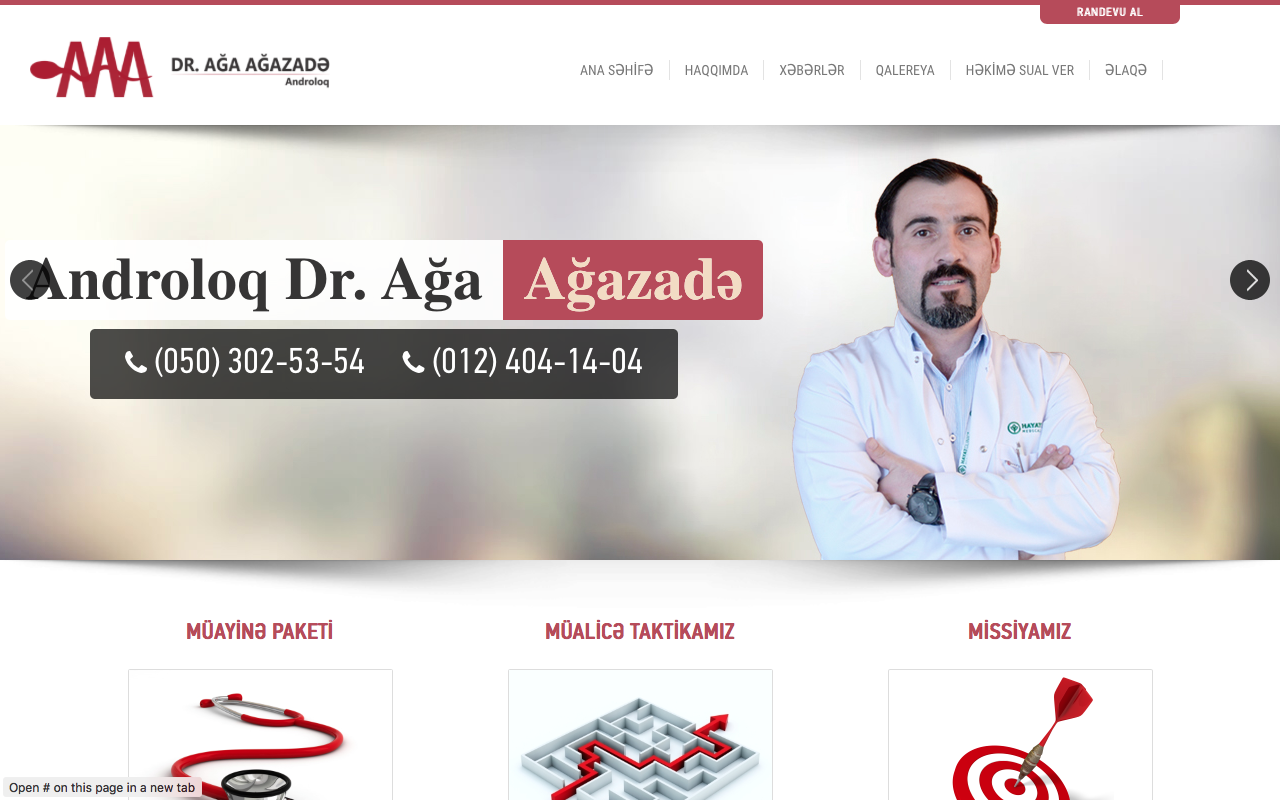 RANDEVU AL
DR. AĞA AĞAZADƏ
Androloq
ANA SƏHİFƏ
HAQQIMDA
XƏBƏRLƏR
QALEREYA
HƏKİMƏ SUAL VER
ƏLAQƏ
Androloq Dr. Ağa Ağazadə
(050) 302-53-54 (012) 404-14-04
HAYAT
MÜAYİNƏ PAKETİ
MÜALİCƏ TAKTİKAMIZ
MİSSİYAMIZ
Open # on this page in a new tab